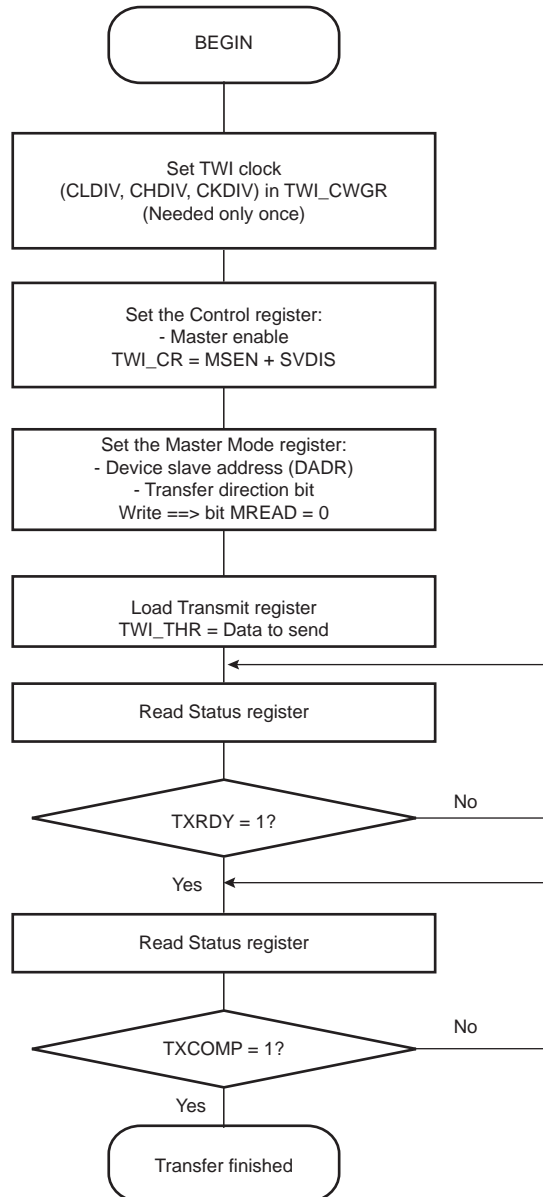 BEGIN
Set TWI clock
(CLDIV, CHDIV, CKDIV) in TWI_CWGR
(Needed only once)
Set the Control register:
- Master enable
TWI_CR = MSEN + SVDIS
Set the Master Mode register:
- Device slave address (DADR)
- Transfer direction bit
Write ==> bit MREAD = 0
Load Transmit register
TWI_THR = Data to send
Read Status register
TXRDY = 1?
No
Yes
Read Status register
TXCOMP = 1?
No
Yes
Transfer finished